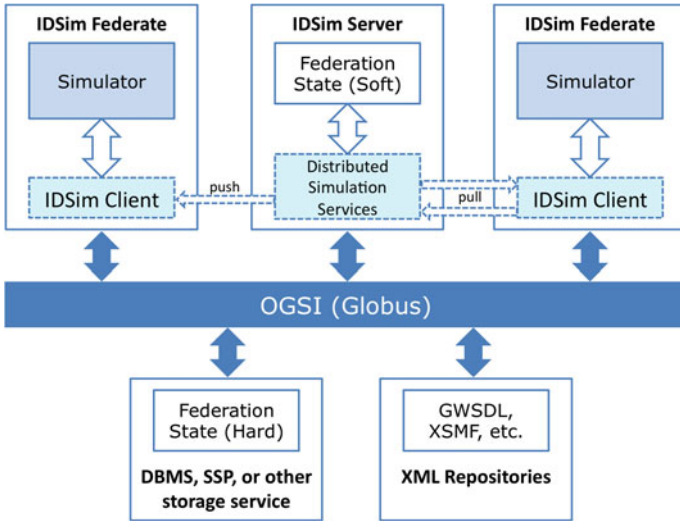 IDSim Federate
Simulator
IDSim Client
IDSim Server
Federation
State (Soft)
Distributed
Simulation
Services
push
pull
IDSim Federate
Simulator
IDSim Client
OGSI (Globus)
Federation
State (Hard)
DBMS, SSP, or other
storage service
GWSDL,
XSMF, etc.
XML Repositories